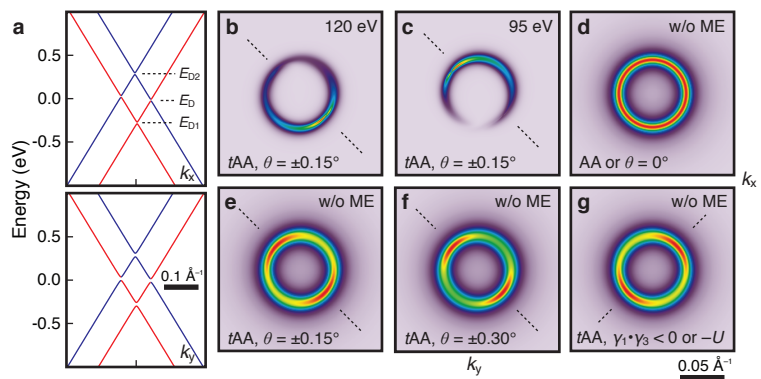 a
Energy (eV)
0.5
0.0
-0.5
E_D2
E_D
E_D1
k_x
0.5
0.0
-0.5
0.1 Å⁻¹
k_y
b
120 eV
tAA, θ = ±0.15°
c
95 eV
tAA, θ = ±0.15°
d
w/o ME
AA or θ = 0°
k_x
e
w/o ME
tAA, θ = ±0.15°
f
w/o ME
tAA, θ = ±0.30°
g
w/o ME
tAA, γ₁•γ₃ < 0 or −U
k_y
0.05 Å⁻¹